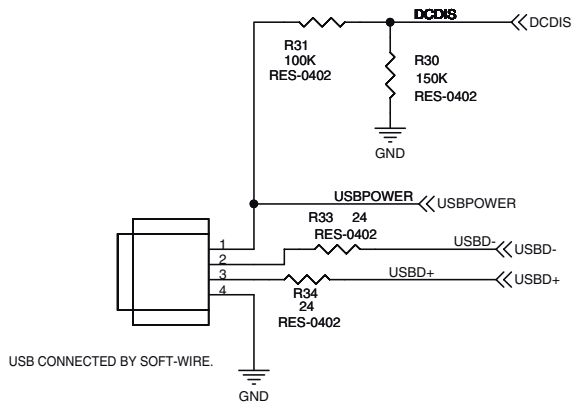 DCDIS
DCDIS
R31
100K
RES-0402
R30
150K
RES-0402
GND
USBPOWER
USBPOWER
R33 24
RES-0402
USBD-
USBD-
1
2
3
4
USBD+
USBD+
R34
24
RES-0402
USB CONNECTED BY SOFT-WIRE.
GND